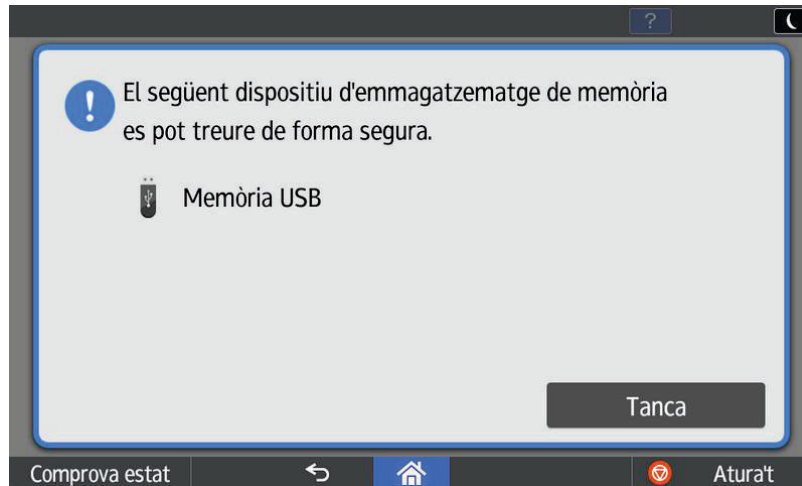 ?
El següent dispositiu d'emmagatzematge de memòria
es pot treure de forma segura.
Memòria USB
Tanca
Comprova estat
Atura't